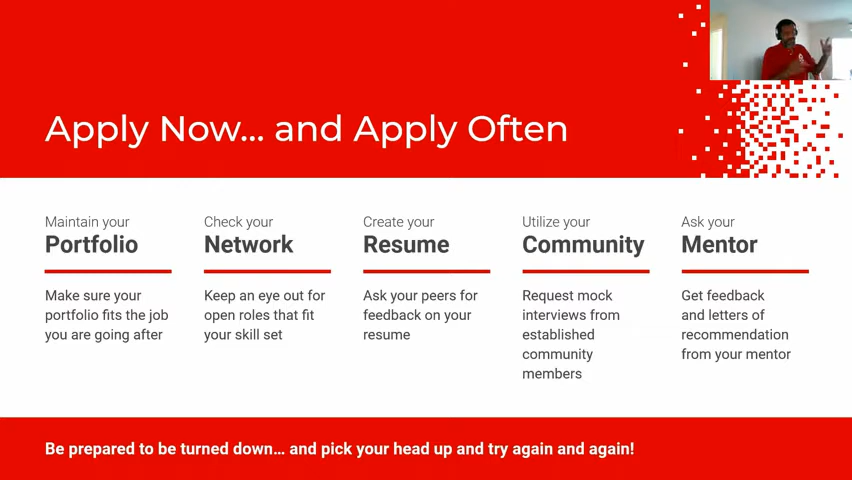 Apply Now... and Apply Often
Maintain your
Portfolio
Make sure your
portfolio fits the job
you are going after
Check your
Network
Keep an eye out for
open roles that fit
your skill set
Create your
Resume
Ask your peers for
feedback on your
resume
Utilize your
Community
Request mock
interviews from
established
community
members
Ask your
Mentor
Get feedback
and letters of
recommendation
from your mentor
Be prepared to be turned down... and pick your head up and try again and again!